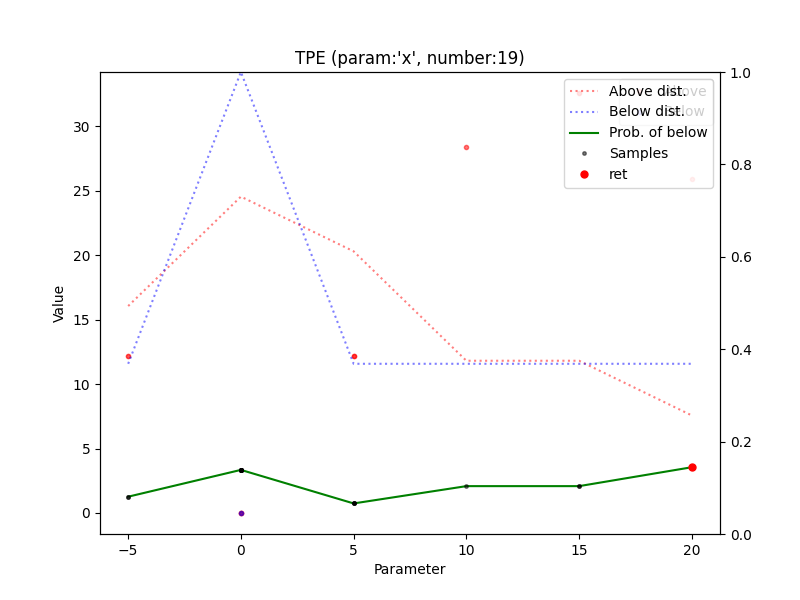 TPE (param:'x', number:19)
Above dist.
Above
Below dist.
Below
Prob. of below
Samples
ret
30
25
20
15
10
5
0
Value
1.0
0.8
0.6
0.4
0.2
0.0
−5 0 5 10 15 20
Parameter